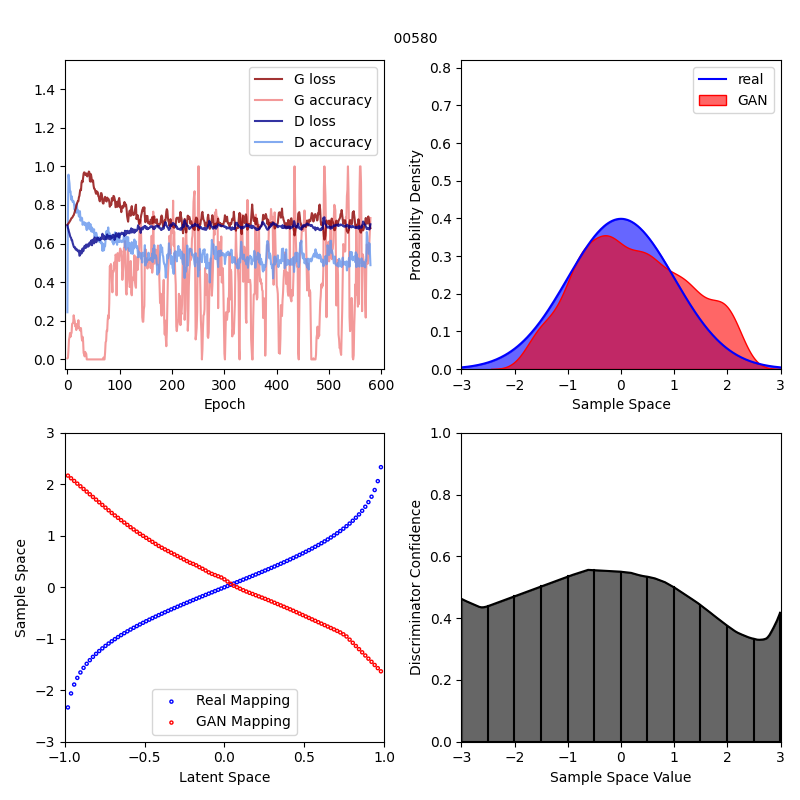 00580
G loss
G accuracy
D loss
D accuracy
1.4
1.2
1.0
0.8
0.6
0.4
0.2
0.0
0 100 200 300 400 500 600
Epoch
real
GAN
Probability Density
0.8
0.7
0.6
0.5
0.4
0.3
0.2
0.1
0.0
−3 −2 −1 0 1 2 3
Sample Space
Sample Space
3
2
1
0
−1
−2
−3
Real Mapping
GAN Mapping
−1.0 −0.5 0.0 0.5 1.0
Latent Space
Discriminator Confidence
1.0
0.8
0.6
0.4
0.2
0.0
−3 −2 −1 0 1 2 3
Sample Space Value